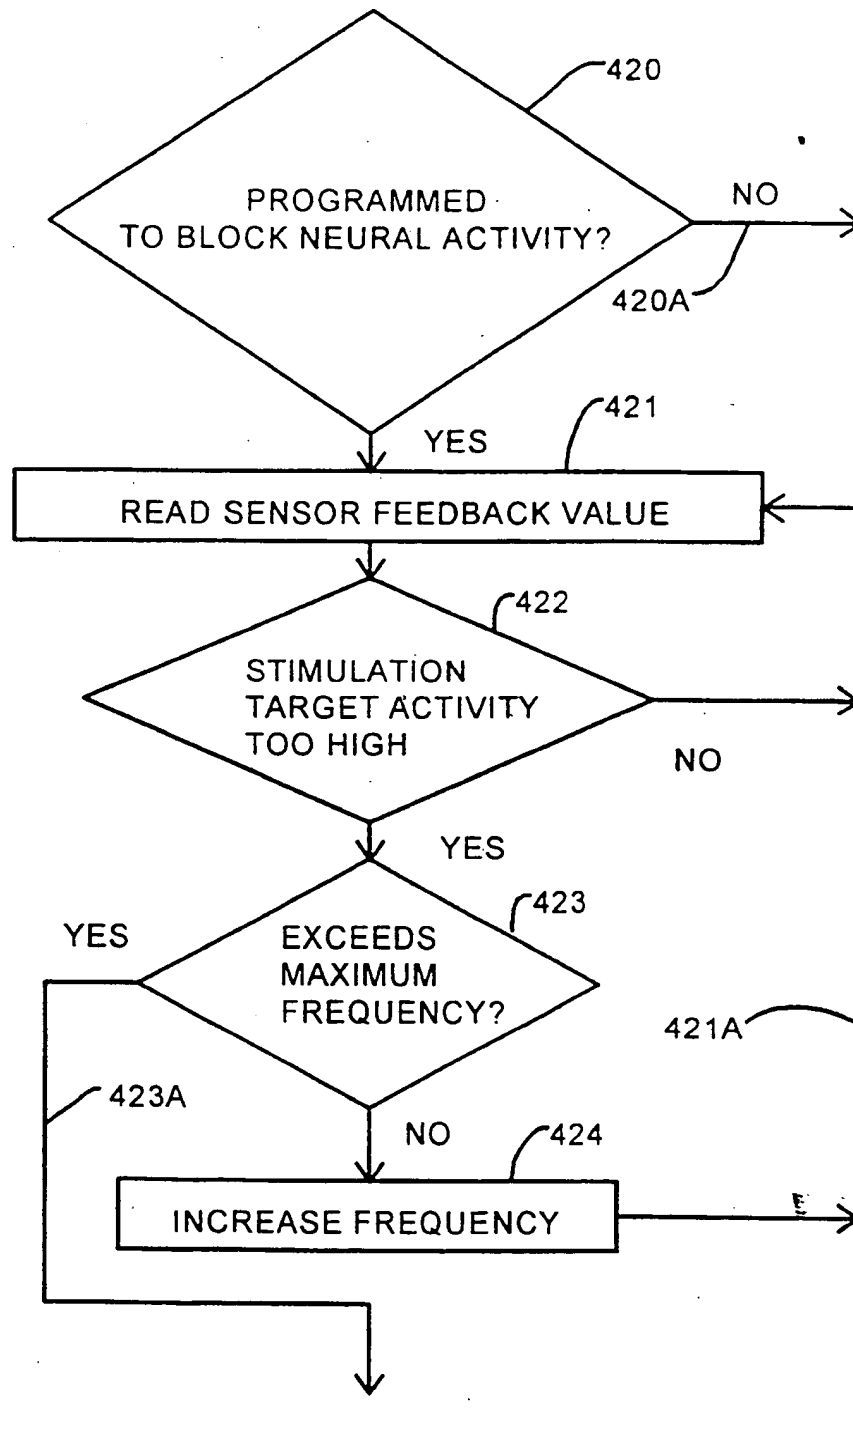 420
NO
PROGRAMMED
TO BLOCK NEURAL ACTIVITY?
420A
421
YES
READ SENSOR FEEDBACK VALUE
422
STIMULATION
TARGET ACTIVITY
TOO HIGH
NO
YES
423
YES
EXCEEDS
MAXIMUM
FREQUENCY?
421A
423A
NO
424
INCREASE FREQUENCY